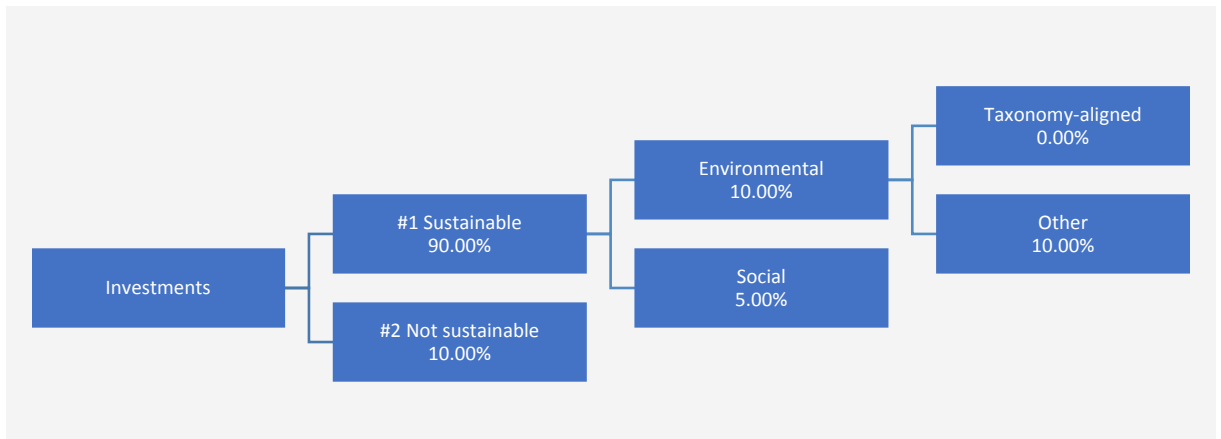 Investments
#1 Sustainable
90.00%
#2 Not sustainable
10.00%
Environmental
10.00%
Social
5.00%
Taxonomy-aligned
0.00%
Other
10.00%